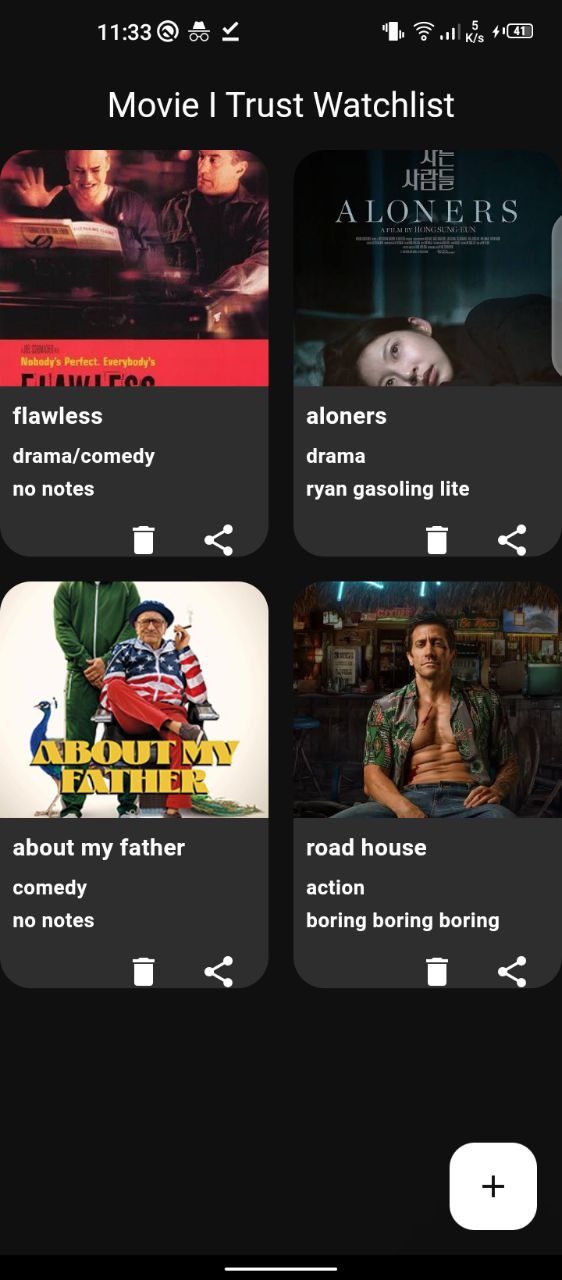 11:33
5
K/s
41
Movie I Trust Watchlist
Nobody's Perfect. Everybody's
FLAWLESS
flawless
drama/comedy
no notes
사는
사람들
ALONERS
A FILM BY HONG SUNG-EUN
aloners
drama
ryan gasoling lite
ABOUT MY
FATHER
about my father
comedy
no notes
road house
action
boring boring boring